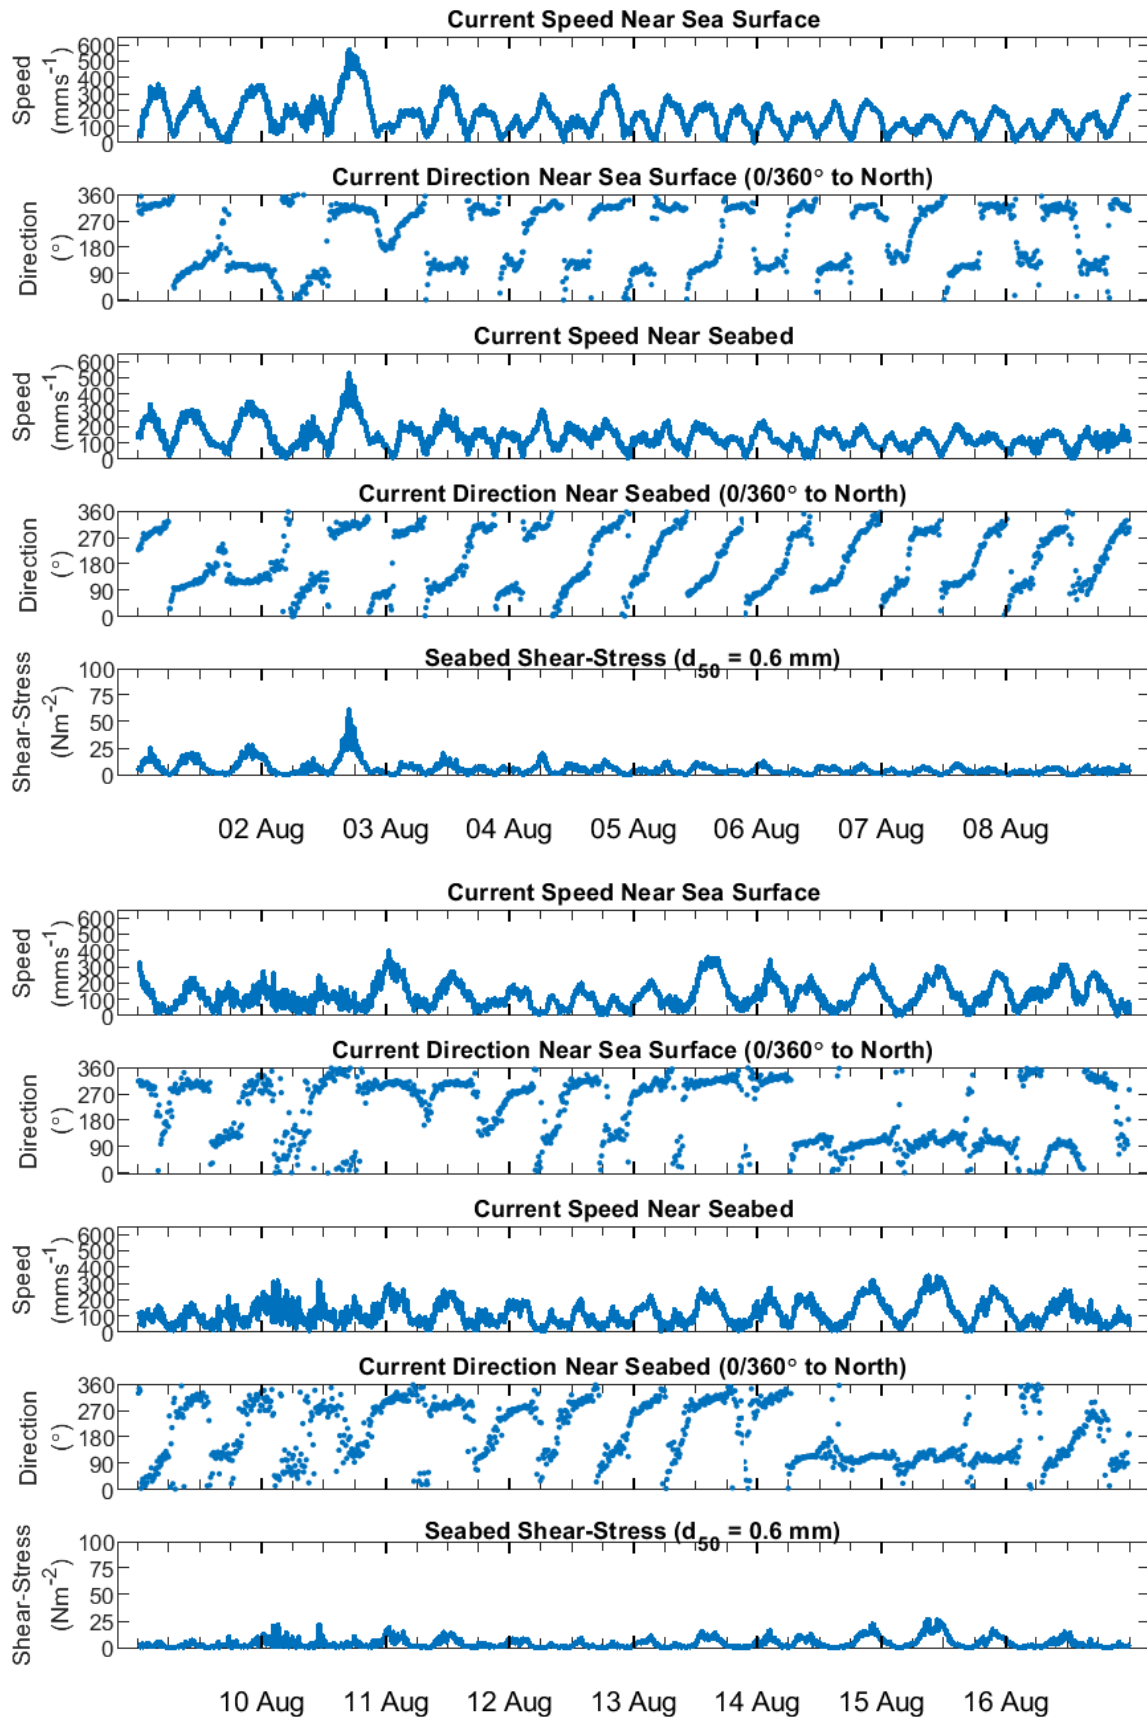 Current Speed Near Sea Surface
Speed
(mms⁻¹)
600
500
400
300
200
100
0
Current Direction Near Sea Surface (0/360° to North)
Direction
(°)
360
270
180
90
0
Current Speed Near Seabed
Speed
(mms⁻¹)
600
500
400
300
200
100
0
Current Direction Near Seabed (0/360° to North)
Direction
(°)
360
270
180
90
0
Seabed Shear-Stress (d₅₀ = 0.6 mm)
Shear-Stress
(Nm⁻²)
100
75
50
25
0
02 Aug 03 Aug 04 Aug 05 Aug 06 Aug 07 Aug 08 Aug
Current Speed Near Sea Surface
Speed
(mms⁻¹)
600
500
400
300
200
100
0
Current Direction Near Sea Surface (0/360° to North)
Direction
(°)
360
270
180
90
0
Current Speed Near Seabed
Speed
(mms⁻¹)
600
500
400
300
200
100
0
Current Direction Near Seabed (0/360° to North)
Direction
(°)
360
270
180
90
0
Seabed Shear-Stress (d₅₀ = 0.6 mm)
Shear-Stress
(Nm⁻²)
100
75
50
25
0
10 Aug 11 Aug 12 Aug 13 Aug 14 Aug 15 Aug 16 Aug